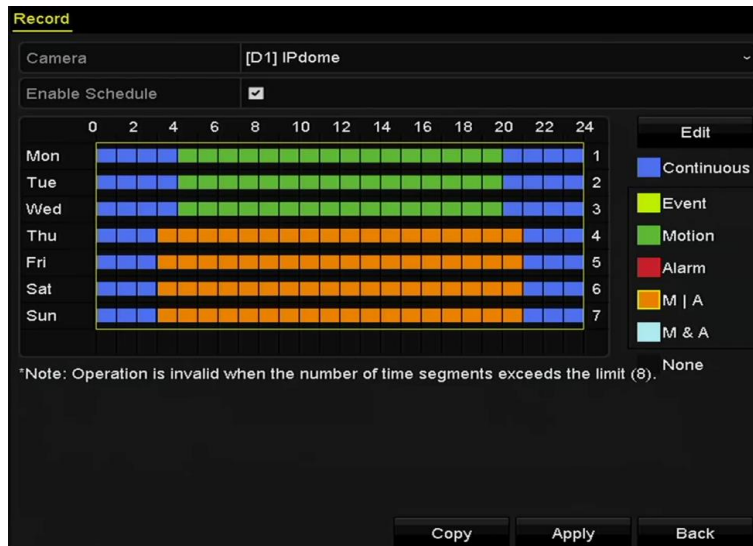 Record
Camera [D1] IPdome
Enable Schedule
0 2 4 6 8 10 12 14 16 18 20 22 24
Edit
Mon 1
Continuous
Tue 2
Wed 3
Event
Thu 4
Motion
Fri 5
Alarm
Sat 6
M | A
Sun 7
M & A
None
*Note: Operation is invalid when the number of time segments exceeds the limit (8).
Copy Apply Back